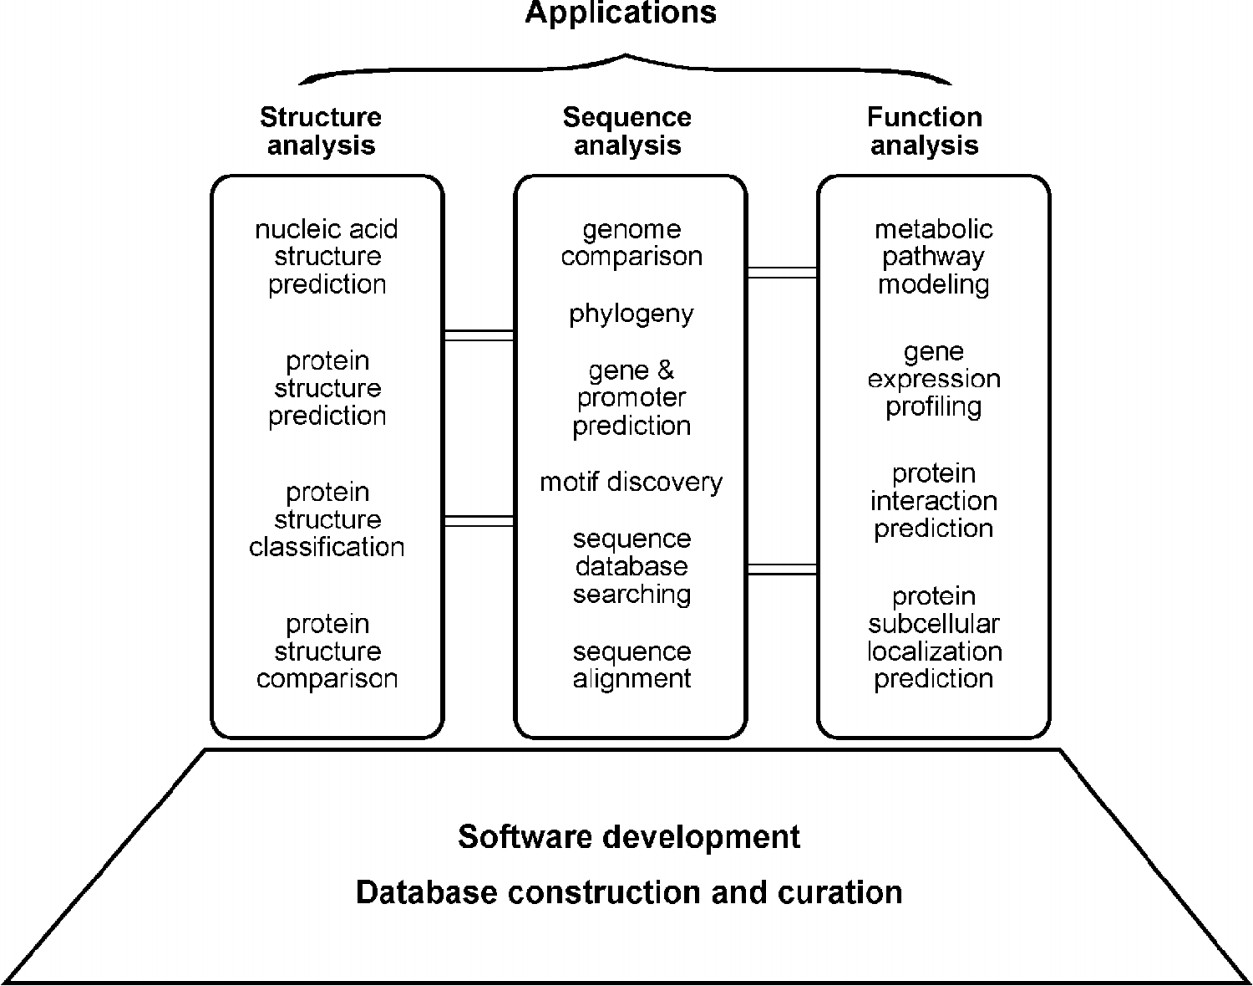 Applications
Structure
analysis
nucleic acid
structure
prediction
protein
structure
prediction
protein
structure
classification
protein
structure
comparison
Sequence
analysis
genome
comparison
phylogeny
gene &
promoter
prediction
motif discovery
sequence
database
searching
sequence
alignment
Function
analysis
metabolic
pathway
modeling
gene
expression
profiling
protein
interaction
prediction
protein
subcellular
localization
prediction
Software development
Database construction and curation